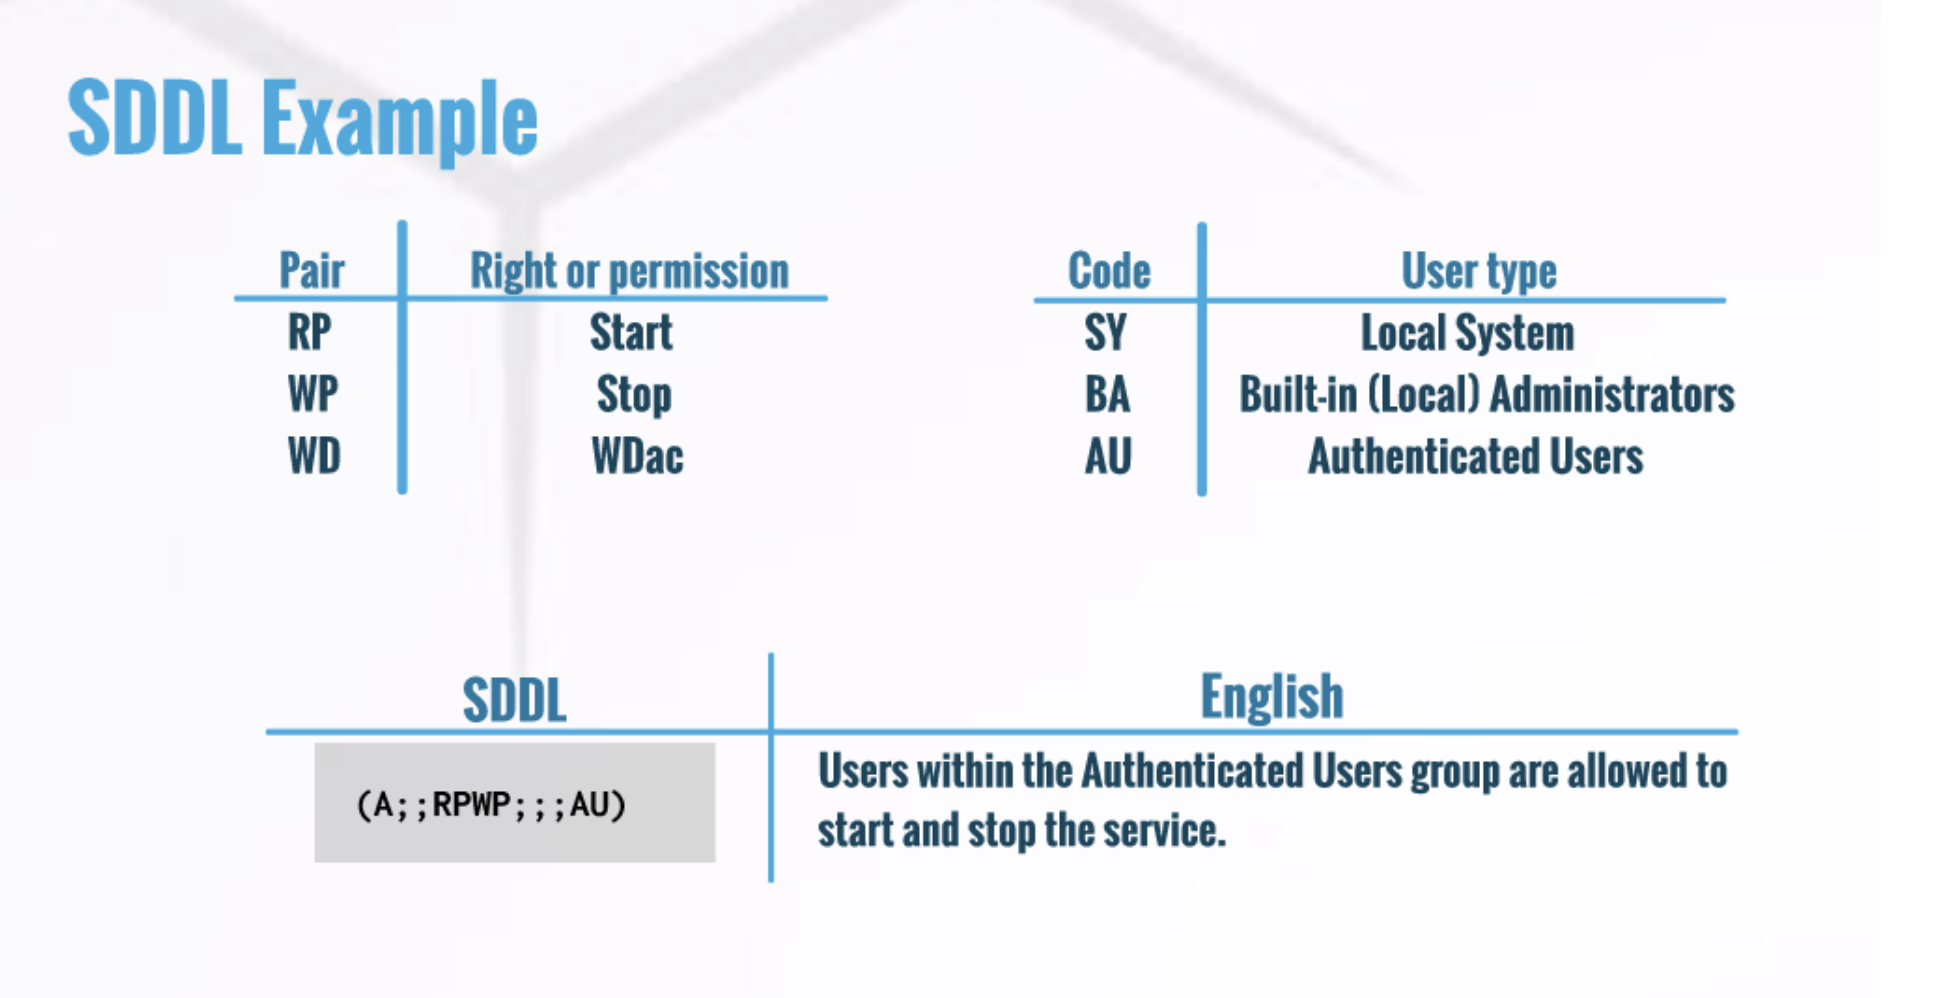 SDDL Example
Pair Right or permission
RP Start
WP Stop
WD WDac
Code User type
SY Local System
BA Built-in (Local) Administrators
AU Authenticated Users
SDDL English
(A;;RPWP;;;AU)
Users within the Authenticated Users group are allowed to
start and stop the service.